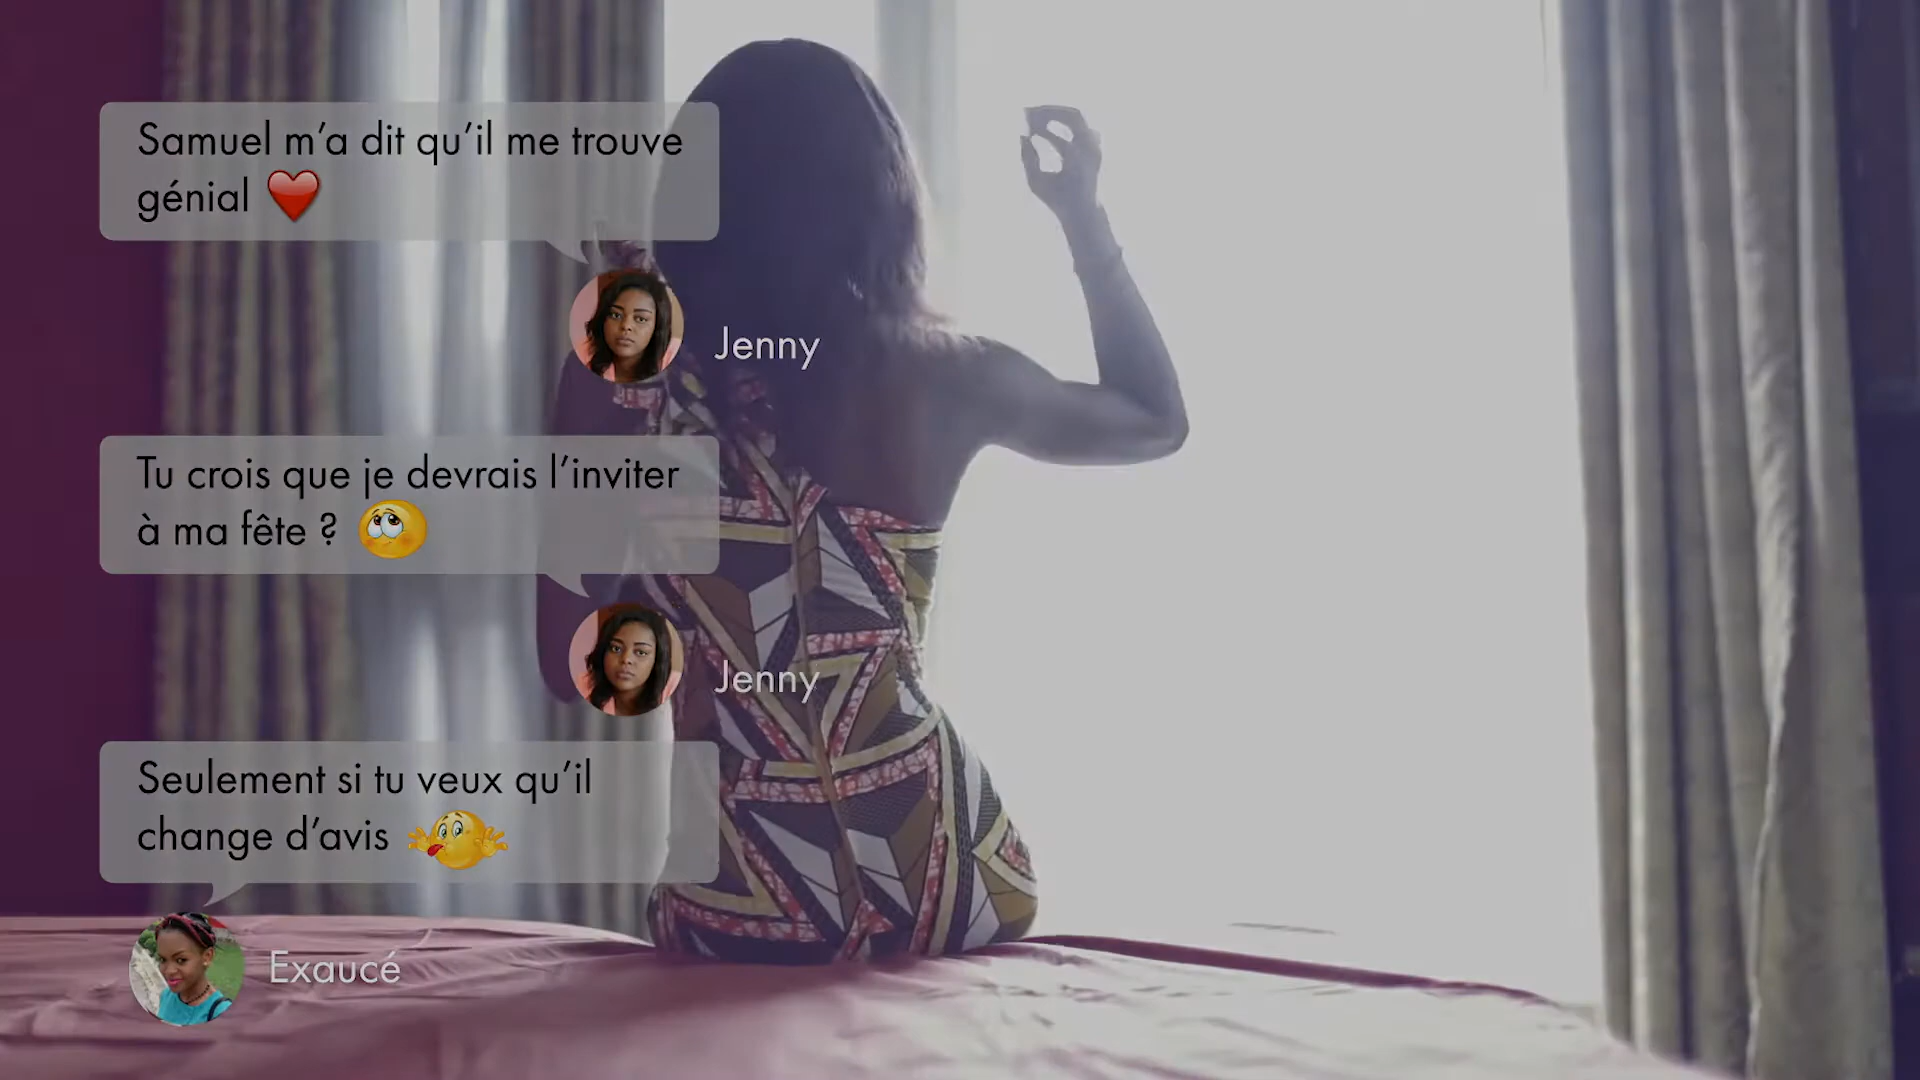 Samuel m’a dit qu’il me trouve
génial
Jenny
Tu crois que je devrais l’inviter
à ma fête ?
Jenny
Seulement si tu veux qu’il
change d’avis
Exaucé